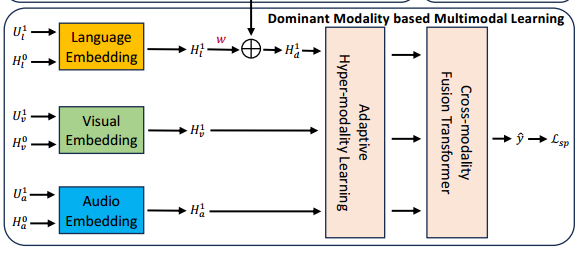 Dominant Modality based Multimodal Learning
U_l^1
H_l^0
Language
Embedding
H_l^1
w
H_d^1
U_v^1
H_v^0
Visual
Embedding
H_v^1
U_a^1
H_a^0
Audio
Embedding
H_a^1
Adaptive
Hyper-modality Learning
Cross-modality
Fusion Transformer
ŷ
ℒ_sp